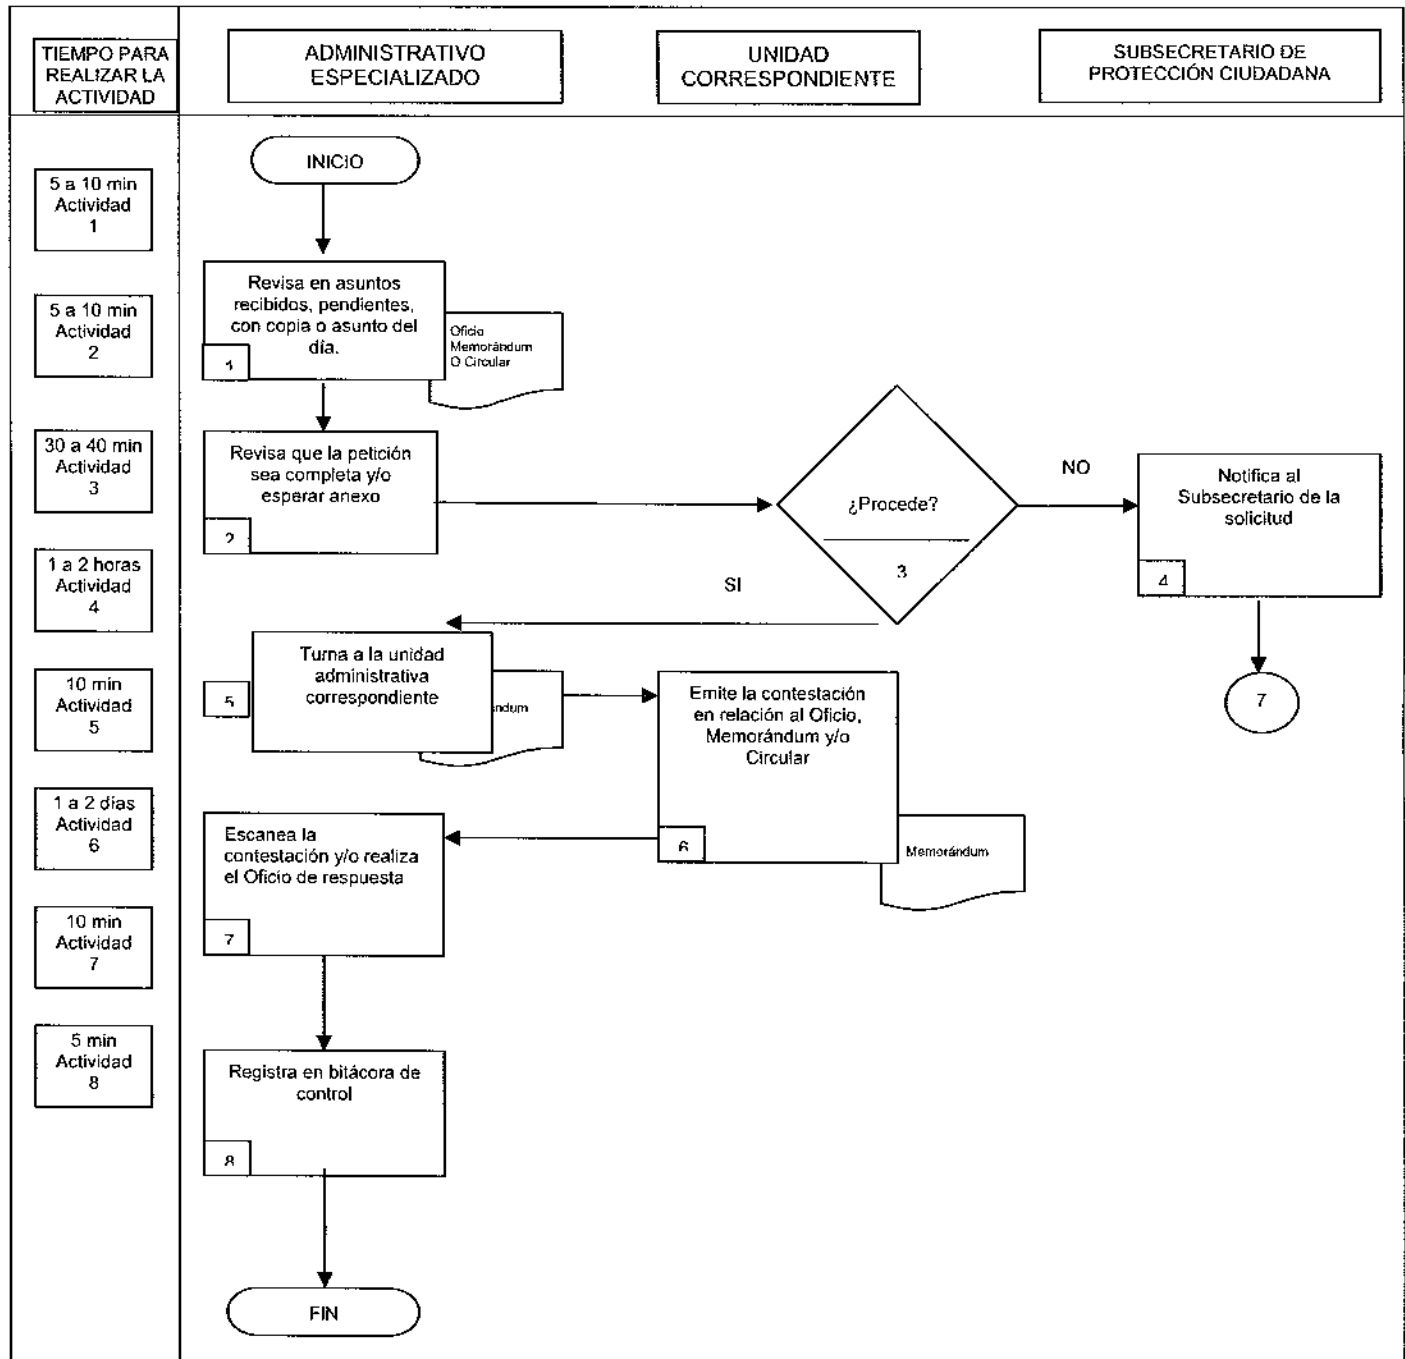 TIEMPO PARA
REALIZAR LA
ACTIVIDAD
ADMINISTRATIVO
ESPECIALIZADO
UNIDAD
CORRESPONDIENTE
SUBSECRETARIO DE
PROTECCIÓN CIUDADANA
5 a 10 min
Actividad
1
5 a 10 min
Actividad
2
30 a 40 min
Actividad
3
1 a 2 horas
Actividad
4
10 min
Actividad
5
1 a 2 días
Actividad
6
10 min
Actividad
7
5 min
Actividad
8
INICIO
Revisa en asuntos
recibidos, pendientes,
con copia o asunto del
día.
1
Oficio
Memorándum
O Circular
Revisa que la petición
sea completa y/o
esperar anexo
2
¿Procede?
3
NO
SI
Notifica al
Subsecretario de la
solicitud
4
7
Turna a la unidad
administrativa
correspondiente
5
ndum
Emite la contestación
en relación al Oficio,
Memorándum y/o
Circular
6
Memorándum
Escanea la
contestación y/o realiza
el Oficio de respuesta
7
Registra en bitácora de
control
8
FIN